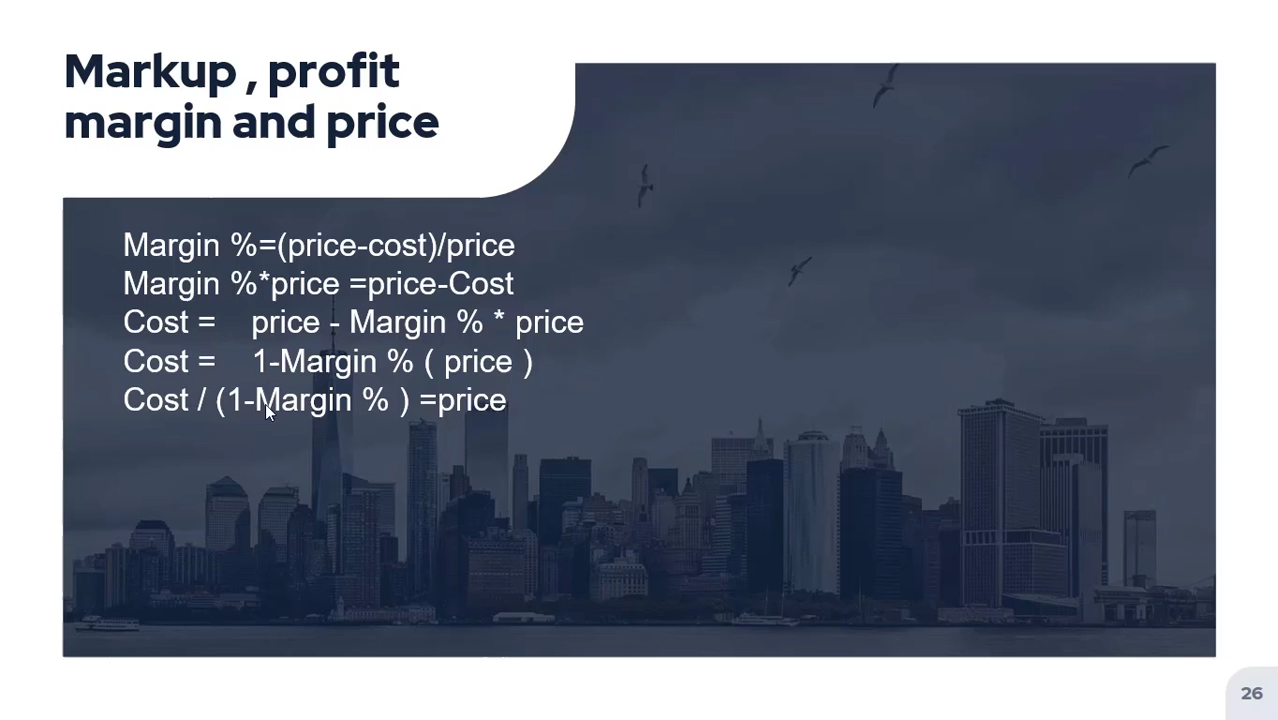 Markup , profit
margin and price
Margin %=(price-cost)/price
Margin %*price =price-Cost
Cost =    price - Margin % * price
Cost =    1-Margin % ( price )
Cost / (1-Margin % ) =price
26